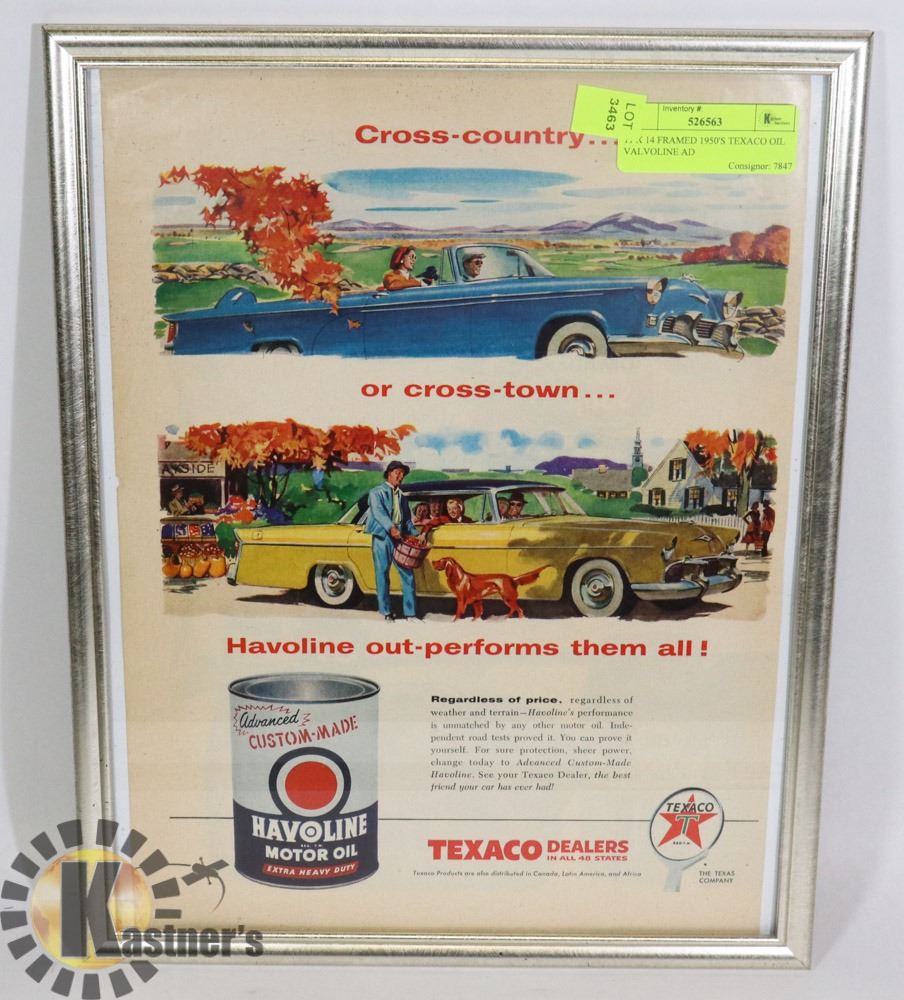 Cross-country...
LOT
3463
Inventory #:
526563
X 14 FRAMED 1950'S TEXACO OIL
VALVOLINE AD
Consignor: 7847
or cross-town...
AYSIDE
Havoline out-performs them all!
Advanced
CUSTOM-MADE
HAVOLINE
REG. T.M.
MOTOR OIL
EXTRA HEAVY DUTY
Regardless of price, regardless of
weather and terrain—Havoline's performance
is unmatched by any other motor oil. Inde-
pendent road tests proved it. You can prove it
yourself. For sure protection, sheer power,
change today to Advanced Custom-Made
Havoline. See your Texaco Dealer, the best
friend your car has ever had!
TEXACO DEALERS
IN ALL 48 STATES
Texaco Products are also distributed in Canada, Latin America, and Africa
TEXACO
T
THE TEXAS
COMPANY
Kastner's